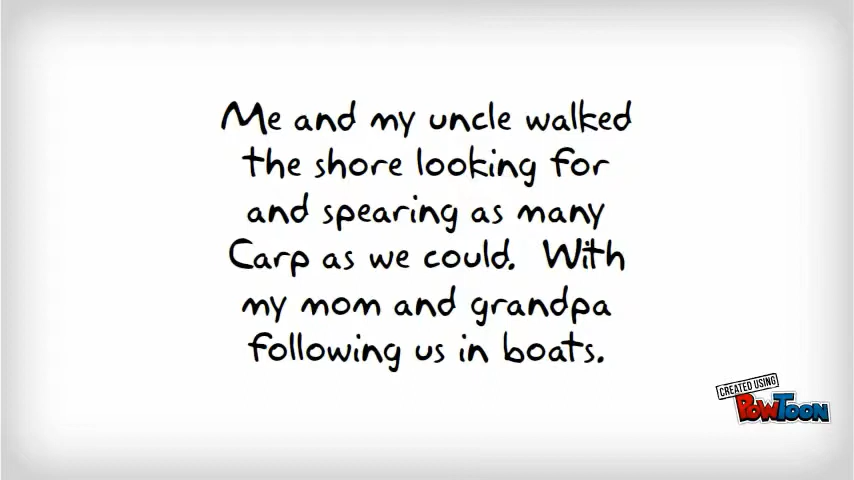 Me and my uncle walked
the shore looking for
and spearing as many
Carp as we could.  With
my mom and grandpa
following us in boats.
CREATED USING
POWTOON